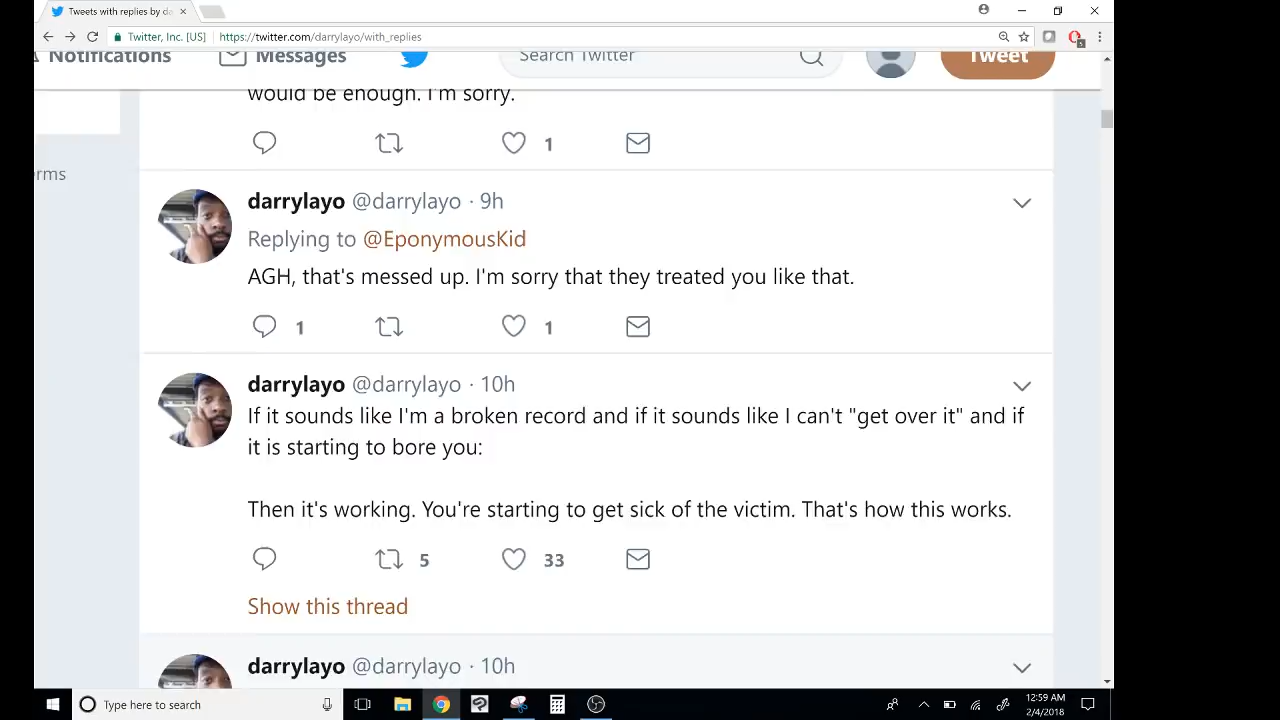 Tweets with replies by da
Twitter, Inc. [US] https://twitter.com/darrylayo/with_replies
Notifications Messages Search Twitter Tweet
would be enough. I'm sorry.
1
erms
darrylayo @darrylayo · 9h
Replying to @EponymousKid
AGH, that's messed up. I'm sorry that they treated you like that.
1 1
darrylayo @darrylayo · 10h
If it sounds like I'm a broken record and if it sounds like I can't "get over it" and if
it is starting to bore you:
Then it's working. You're starting to get sick of the victim. That's how this works.
5 33
Show this thread
darrylayo @darrylayo · 10h
Type here to search
12:59 AM
2/4/2018